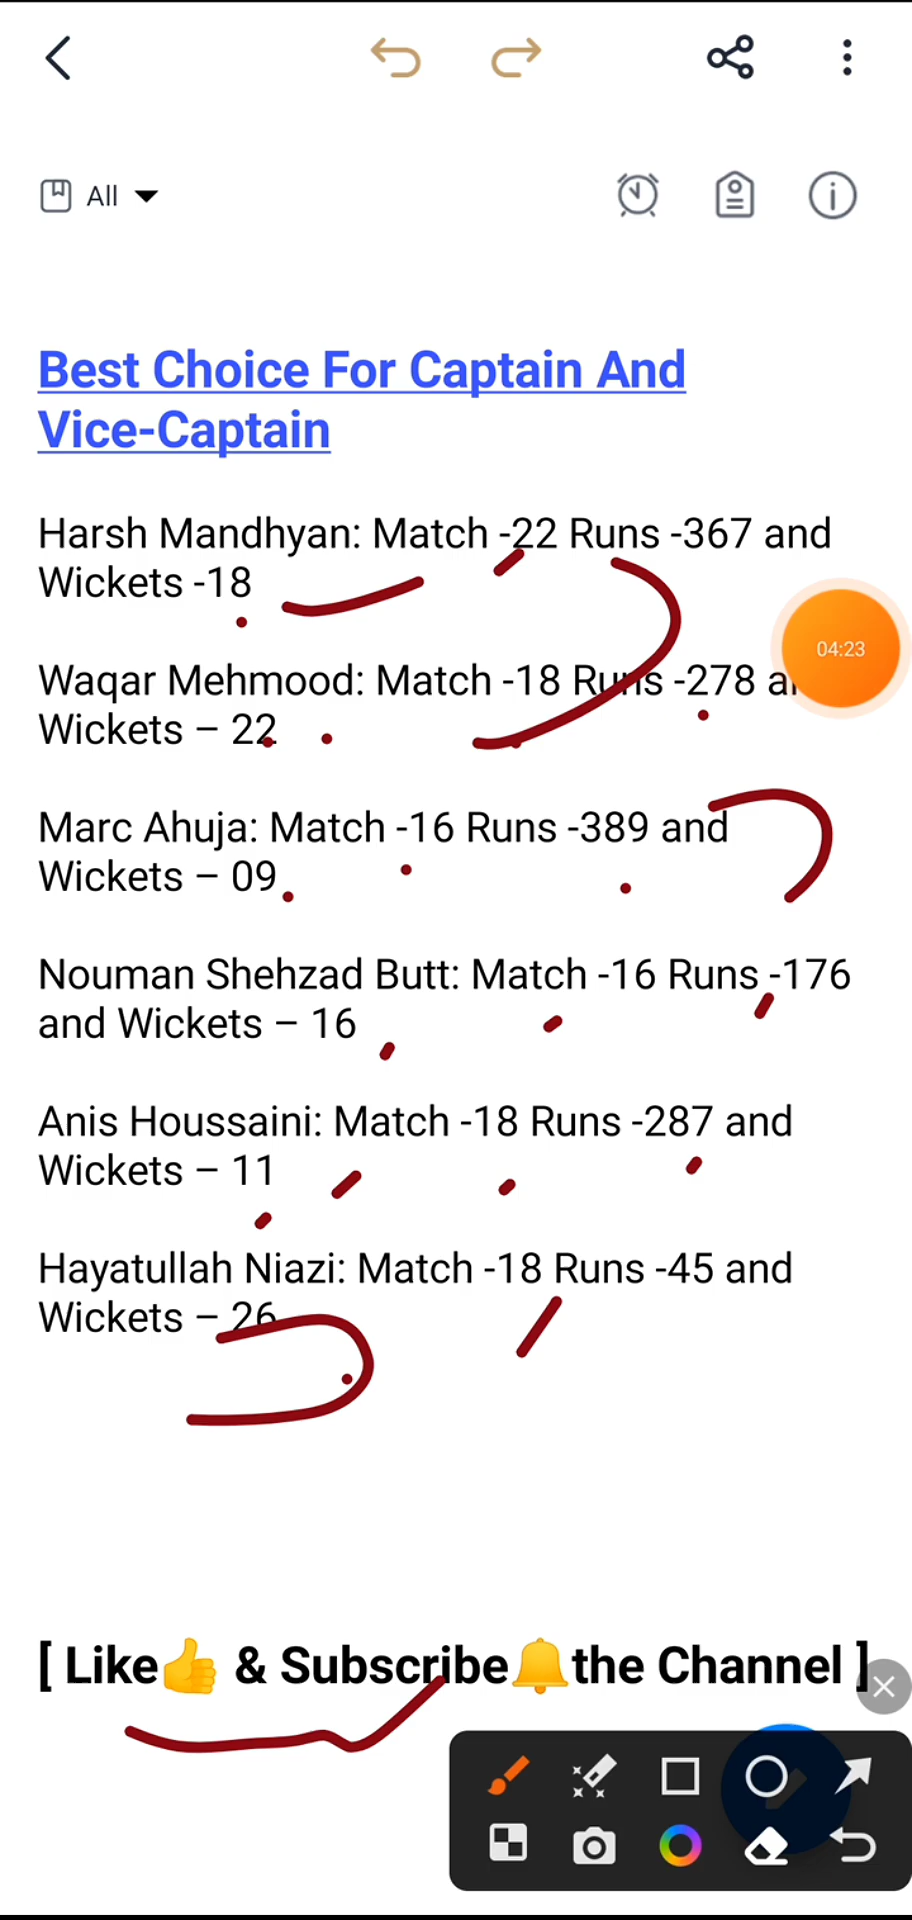 All
Best Choice For Captain And
Vice-Captain
Harsh Mandhyan: Match -22 Runs -367 and
Wickets -18
04:23
Waqar Mehmood: Match -18 Runs -278
Wickets – 22
Marc Ahuja: Match -16 Runs -389 and
Wickets – 09
Nouman Shehzad Butt: Match -16 Runs -176
and Wickets – 16
Anis Houssaini: Match -18 Runs -287 and
Wickets – 11
Hayatullah Niazi: Match -18 Runs -45 and
Wickets – 26
[ Like👍 & Subscribe🔔the Channel ]